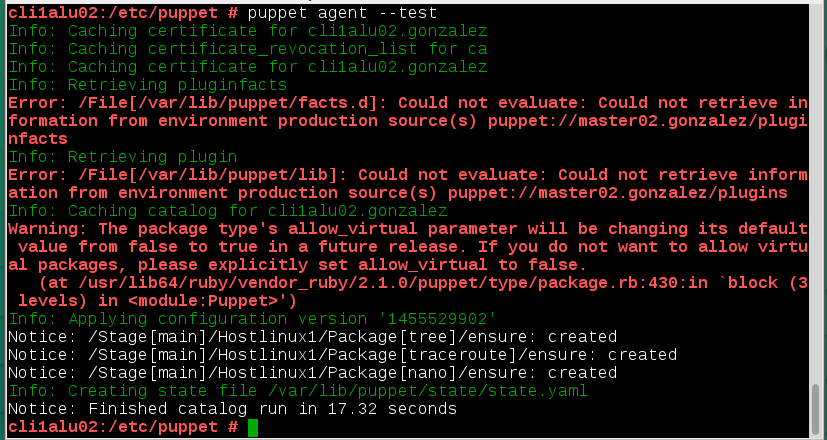 cli1alu02:/etc/puppet # puppet agent --test
Info: Caching certificate for cli1alu02.gonzalez
Info: Caching certificate_revocation_list for ca
Info: Caching certificate for cli1alu02.gonzalez
Info: Retrieving pluginfacts
Error: /File[/var/lib/puppet/facts.d]: Could not evaluate: Could not retrieve in
formation from environment production source(s) puppet://master02.gonzalez/plugi
nfacts
Info: Retrieving plugin
Error: /File[/var/lib/puppet/lib]: Could not evaluate: Could not retrieve inform
ation from environment production source(s) puppet://master02.gonzalez/plugins
Info: Caching catalog for cli1alu02.gonzalez
Warning: The package type's allow_virtual parameter will be changing its default
 value from false to true in a future release. If you do not want to allow virtu
al packages, please explicitly set allow_virtual to false.
   (at /usr/lib64/ruby/vendor_ruby/2.1.0/puppet/type/package.rb:430:in `block (3
 levels) in <module:Puppet>')
Info: Applying configuration version '1455529902'
Notice: /Stage[main]/Hostlinux1/Package[tree]/ensure: created
Notice: /Stage[main]/Hostlinux1/Package[traceroute]/ensure: created
Notice: /Stage[main]/Hostlinux1/Package[nano]/ensure: created
Info: Creating state file /var/lib/puppet/state/state.yaml
Notice: Finished catalog run in 17.32 seconds
cli1alu02:/etc/puppet #